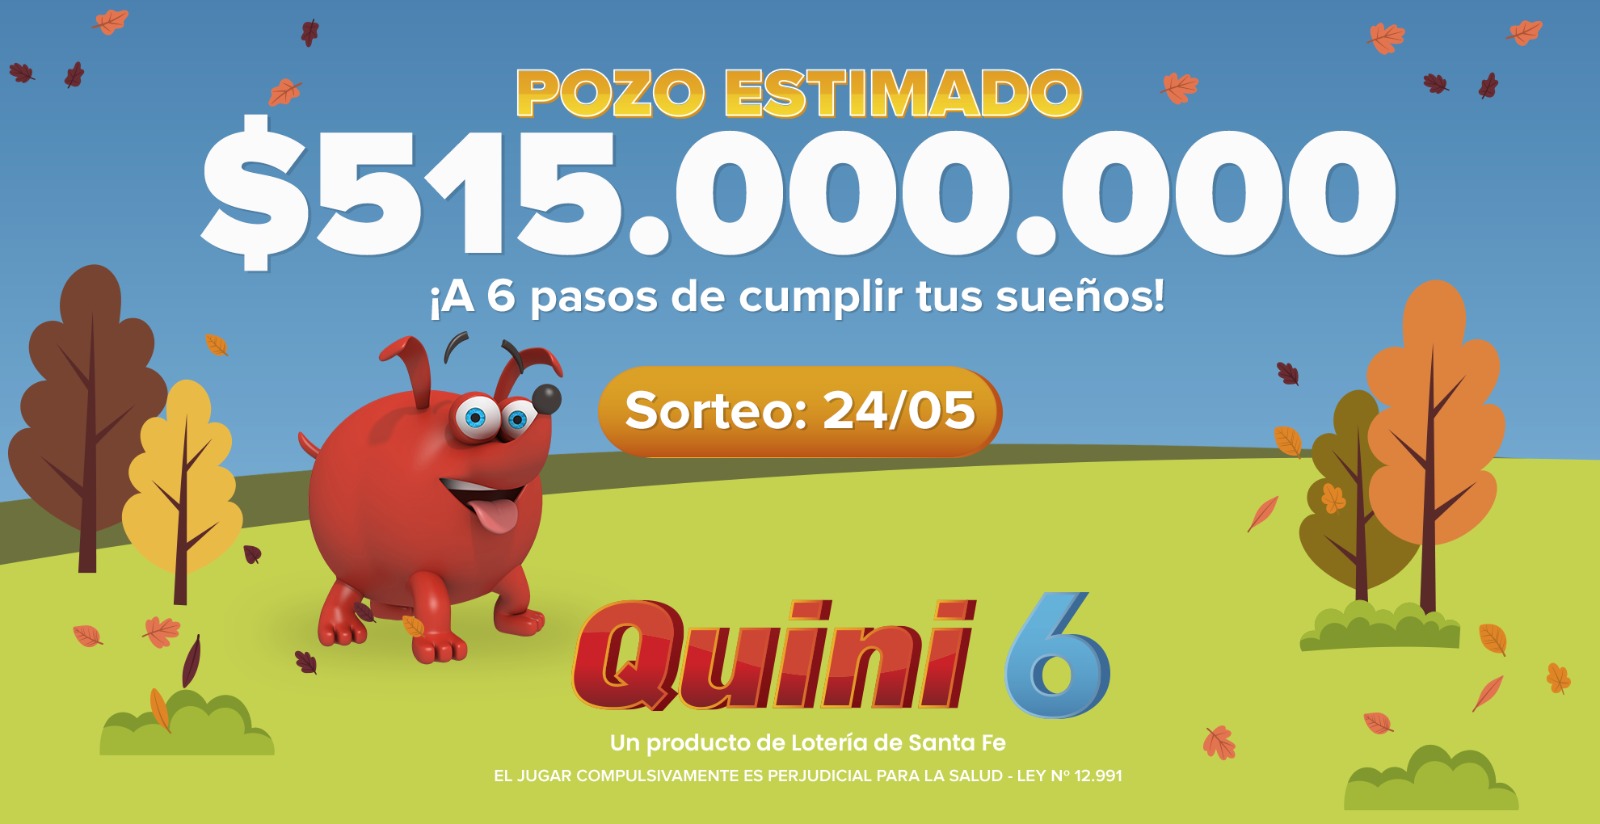 POZO ESTIMADO
$515.000.000
¡A 6 pasos de cumplir tus sueños!
Sorteo: 24/05
Quini 6
Un producto de Lotería de Santa Fe
EL JUGAR COMPULSIVAMENTE ES PERJUDICIAL PARA LA SALUD - LEY Nº 12.991